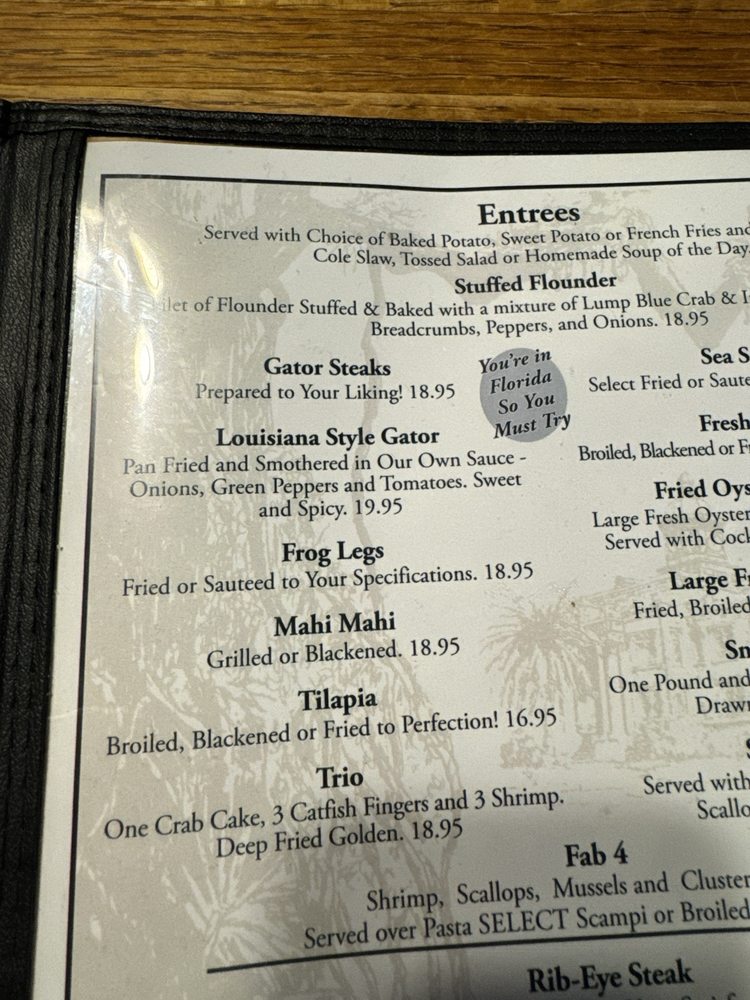 Entrees
Served with Choice of Baked Potato, Sweet Potato or French Fries and
Cole Slaw, Tossed Salad or Homemade Soup of the Day.
Stuffed Flounder
of Flounder Stuffed & Baked with a mixture of Lump Blue Crab &
Breadcrumbs, Peppers, and Onions. 18.95
Gator Steaks
Prepared to Your Liking! 18.95
You're in
Florida
So You
Must Try
Louisiana Style Gator
Pan Fried and Smothered in Our Own Sauce -
Onions, Green Peppers and Tomatoes. Sweet
and Spicy. 19.95
Frog Legs
Fried or Sauteed to Your Specifications. 18.95
Mahi Mahi
Grilled or Blackened. 18.95
Tilapia
Broiled, Blackened or Fried to Perfection! 16.95
Trio
One Crab Cake, 3 Catfish Fingers and 3 Shrimp.
Deep Fried Golden. 18.95
Sea
Select Fried or
Fresh
Broiled, Blackened or
Fried
Large Fresh Oyster
Served with
Large
Fried, Broiled
One Pound and
Served with
Fab 4
Shrimp, Scallops, Mussels and Cluster
Served over Pasta SELECT Scampi or Broiled
Rib-Eye Steak